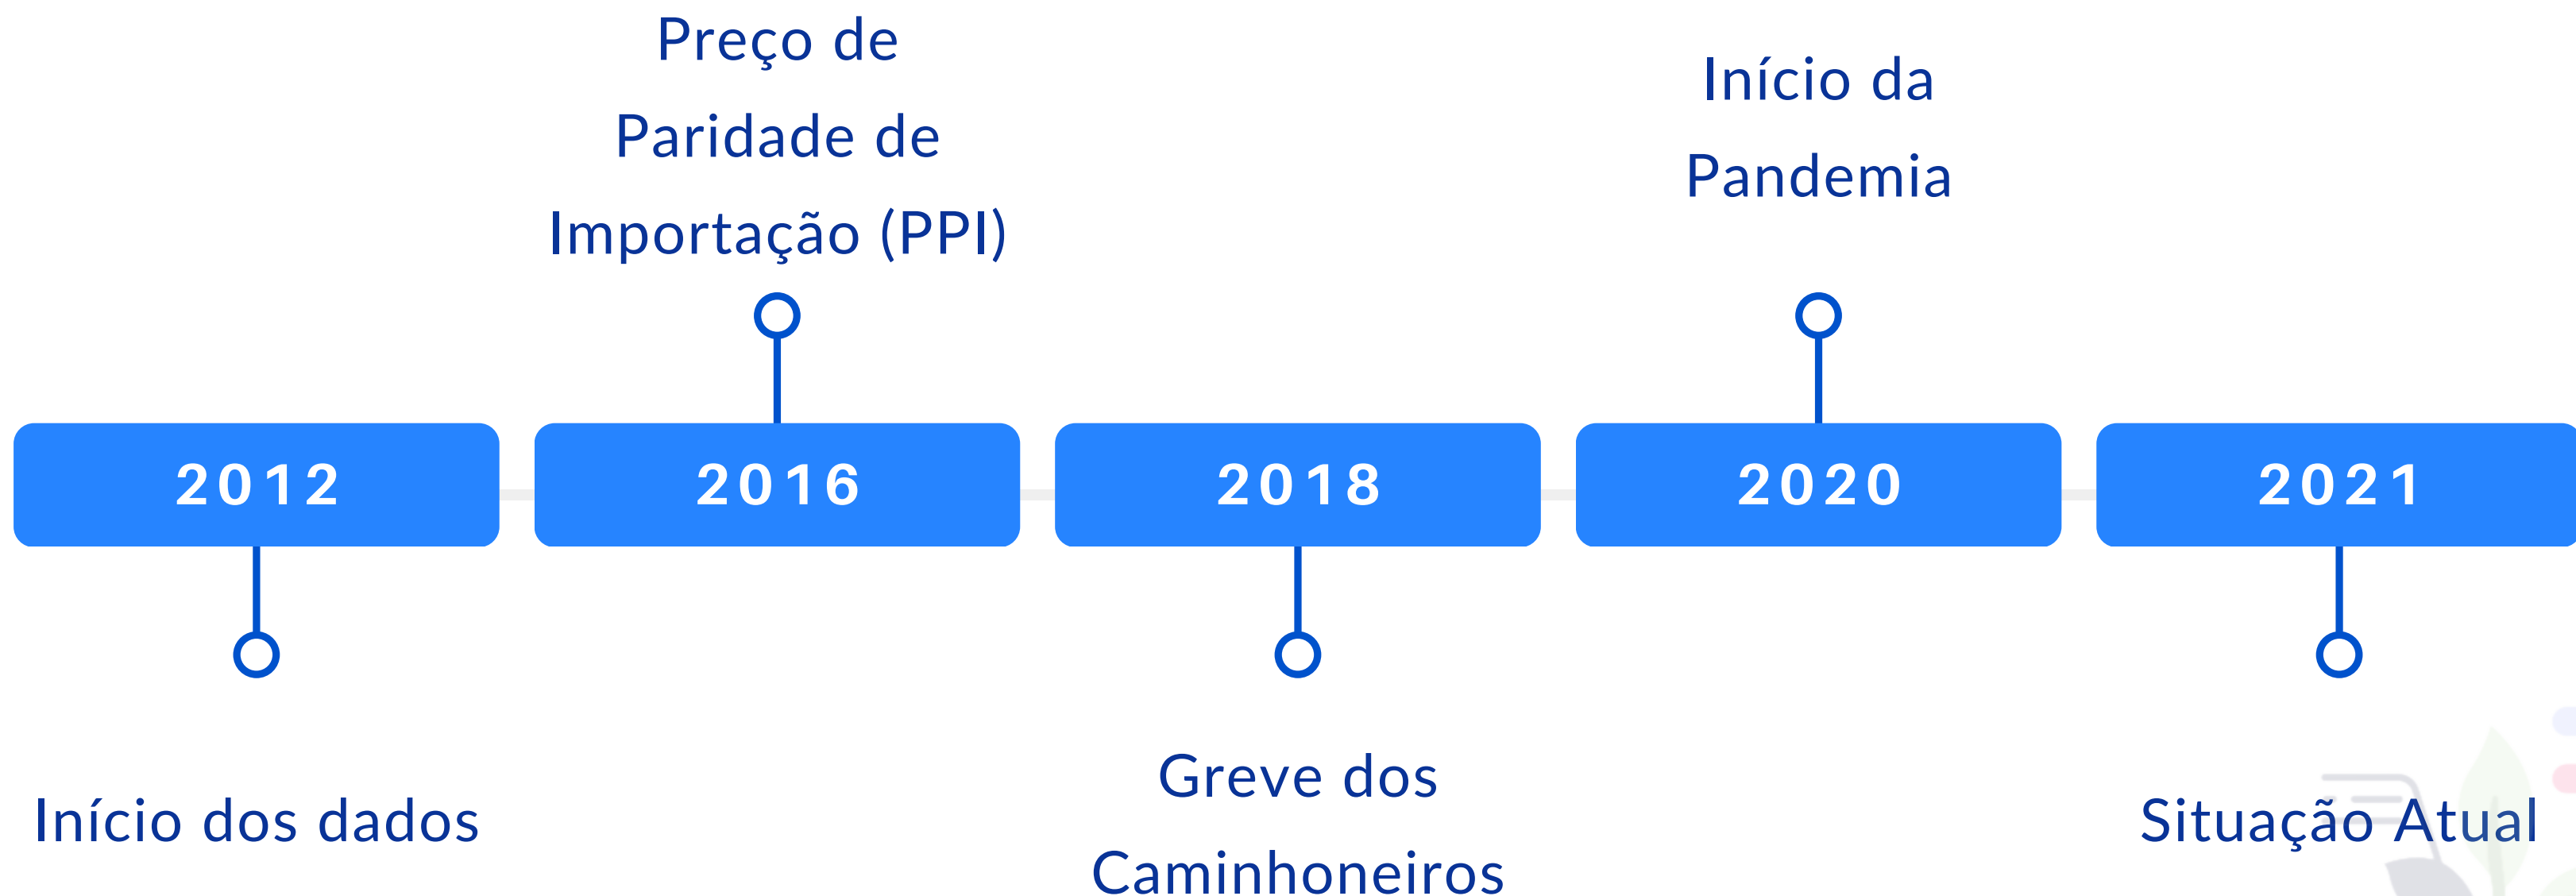 Preço de
Paridade de
Importação (PPI)
Início da
Pandemia
2012
2016
2018
2020
2021
Início dos dados
Greve dos
Caminhoneiros
Situação Atual